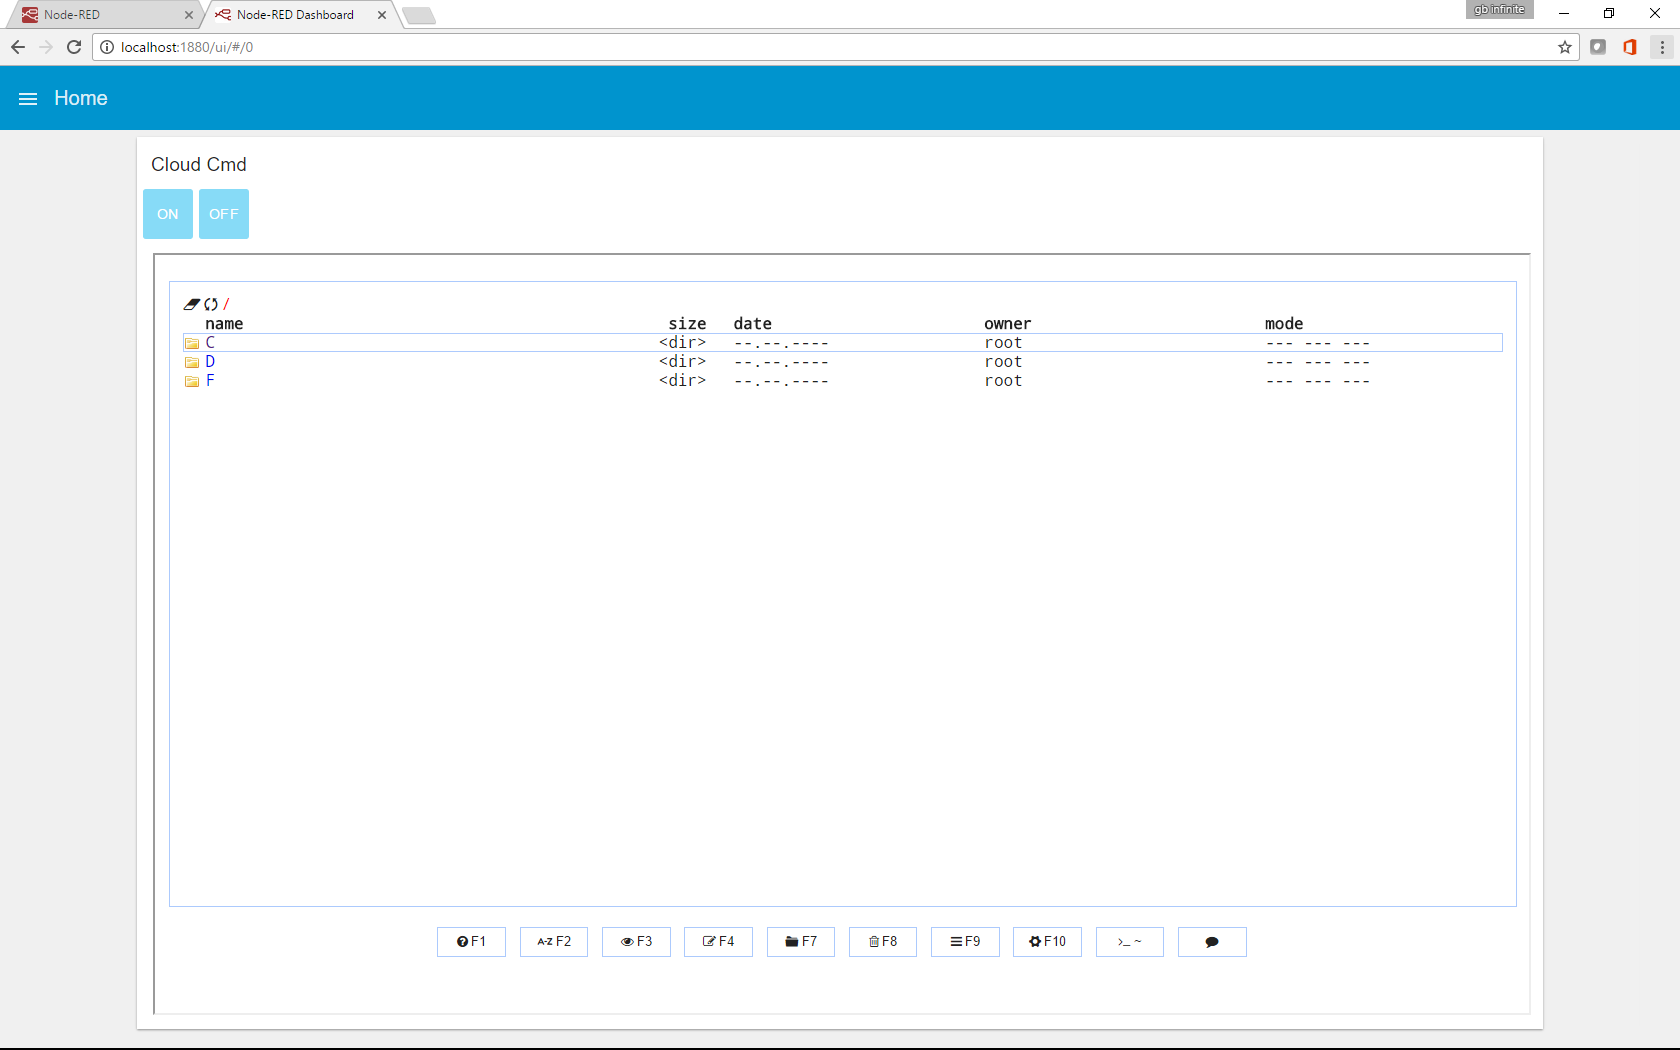 Node-RED
Node-RED Dashboard
gb infinite
localhost:1880/ui/#/0
Home
Cloud Cmd
ON OFF
/
name size date owner mode
C <dir> --.--.---- root --- --- ---
D <dir> --.--.---- root --- --- ---
F <dir> --.--.---- root --- --- ---
F1 A-Z F2 F3 F4 F7 F8 F9 F10 >_ ~